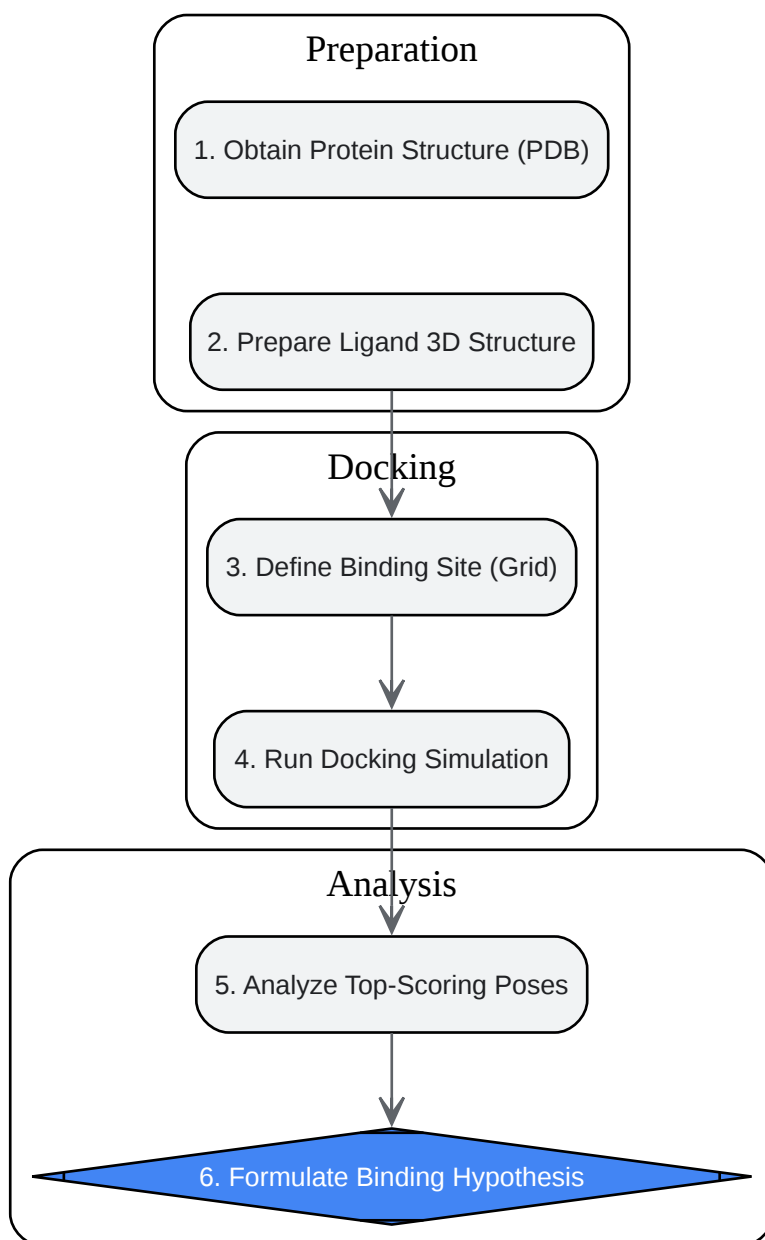 Preparation
1. Obtain Protein Structure (PDB)
2. Prepare Ligand 3D Structure
Docking
3. Define Binding Site (Grid)
4. Run Docking Simulation
Analysis
5. Analyze Top-Scoring Poses
6. Formulate Binding Hypothesis